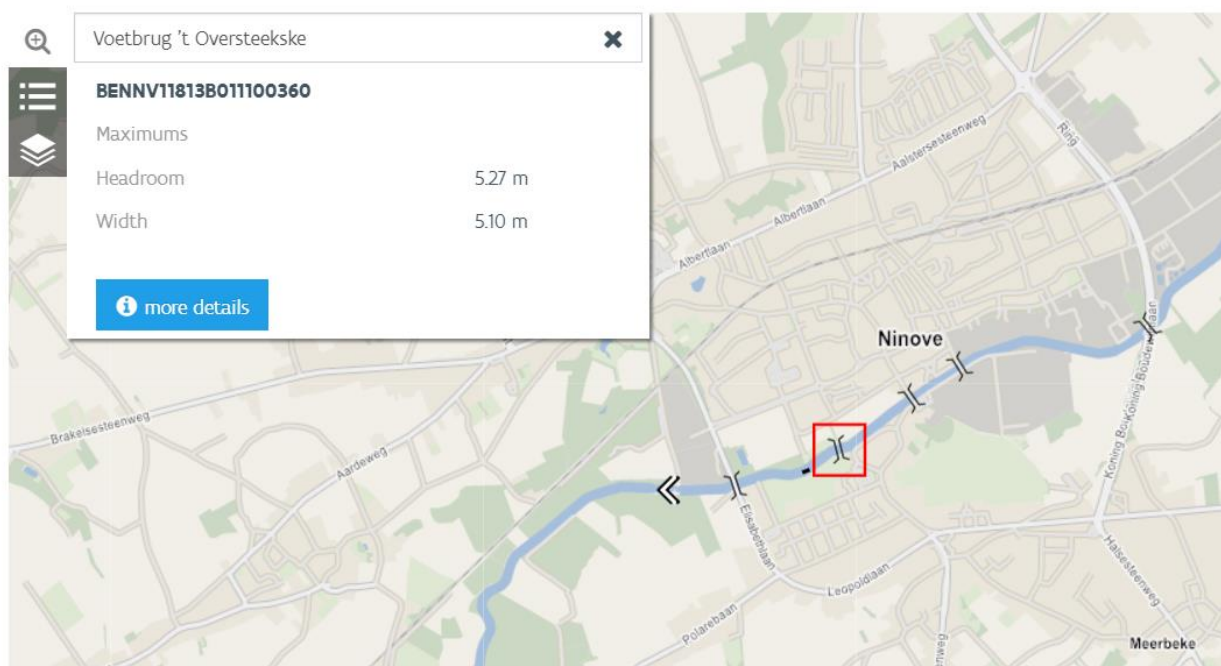 Voetbrug 't Oversteekske
BENNV11813B011100360
Maximums
Headroom 5.27 m
Width 5.10 m
more details
Aalstersesteenweg
Ring
Albertlaan
Albertlaan
Ninove
Koning Boudewijnlaan
Brakelsesteenweg
Aardeweg
Elisabethlaan
Leopoldlaan
Polarebaan
Halsesteenweg
Meerbeke